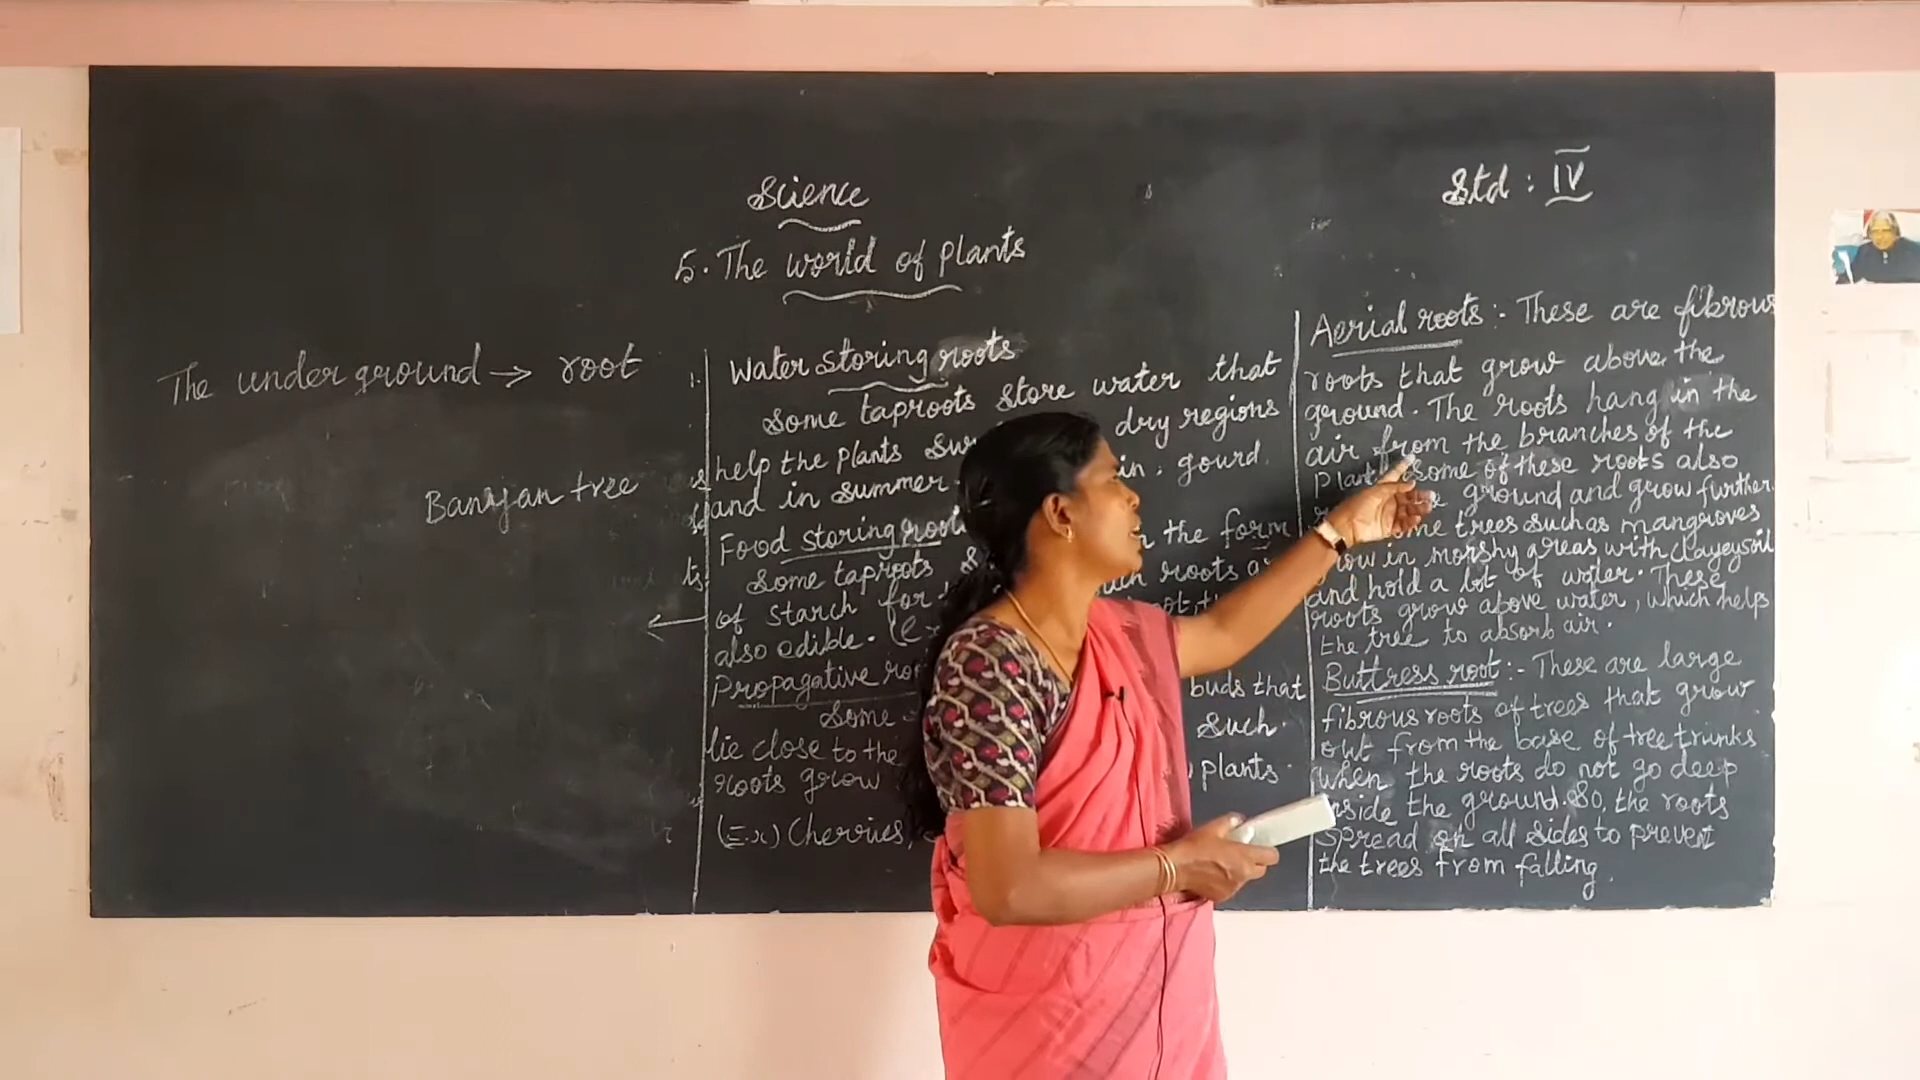 Science
Std : IV
5. The world of plants
The underground → root
Banyan tree
Water storing roots
Some taproots store water that
help the plants dry regions
and in summer. gourd.
Food storing root
Some taproots the form
of starch for roots
also edible.
Propagative buds that
Some such
lie close to the
roots grow plants.
(Ex) Cherries,
Aerial roots :- These are fibrous
roots that grow above the
ground. The roots hang in the
air from the branches of the
Plant. Some of these roots also
ground and grow further.
trees such as mangroves
grow in morshy areas with clayey soil
and hold a lot of water. These
roots grow above water, which helps
the tree to absorb air.
Buttress root :- These are large
fibrous roots of trees that grow
out from the base of tree trunks
when the roots do not go deep
inside the ground. So, the roots
spread on all sides to prevent
the trees from falling.